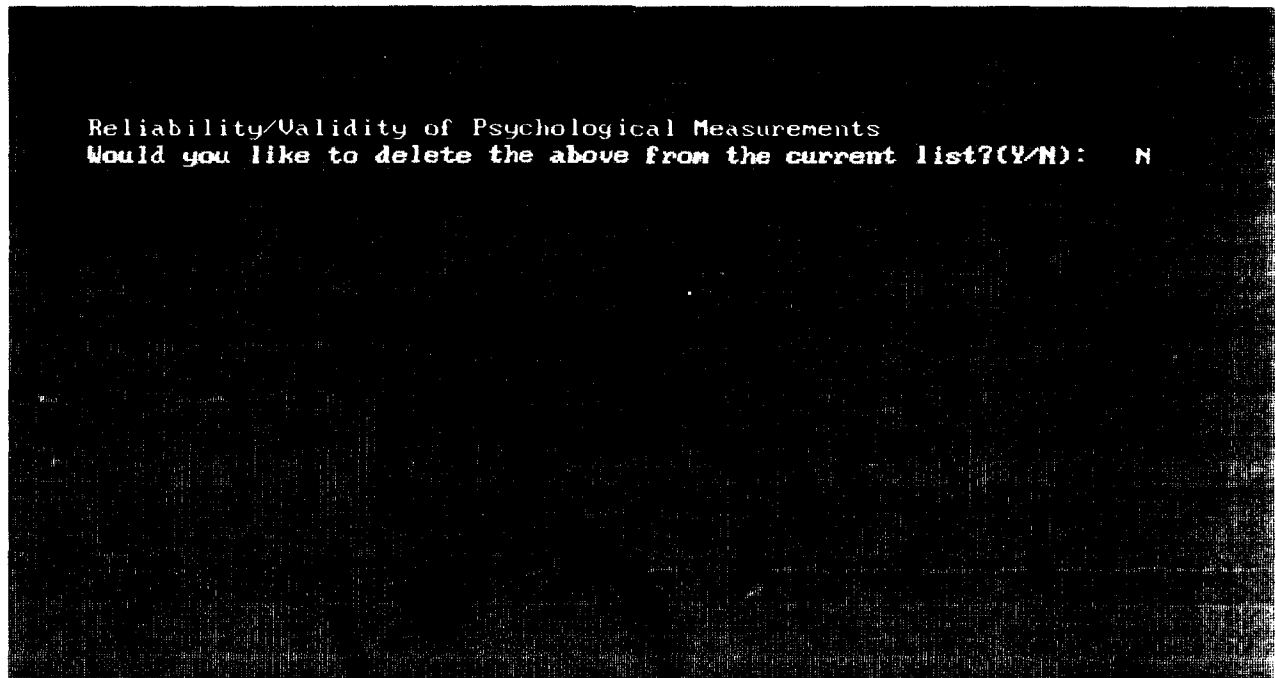 Reliability/Validity of Psychological Measurements
Would you like to delete the above from the current list?(Y/N): N